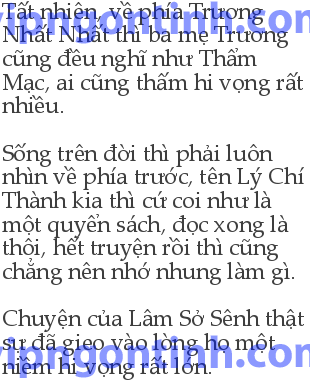 Tất nhiên, về phía Trương
Nhất Nhất thì ba mẹ Trương
cũng đều nghĩ như Thẩm
Mạc, ai cũng thấm hi vọng rất
nhiều.
Sống trên đời thì phải luôn
nhìn về phía trước, tên Lý Chí
Thành kia thì cứ coi như là
một quyển sách, đọc xong là
thôi, hết truyện rồi thì cũng
chẳng nên nhớ nhung làm gì.
Chuyện của Lâm Sở Sênh thật
sự đã gieo vào lòng họ một
niềm hi vọng rất lớn.